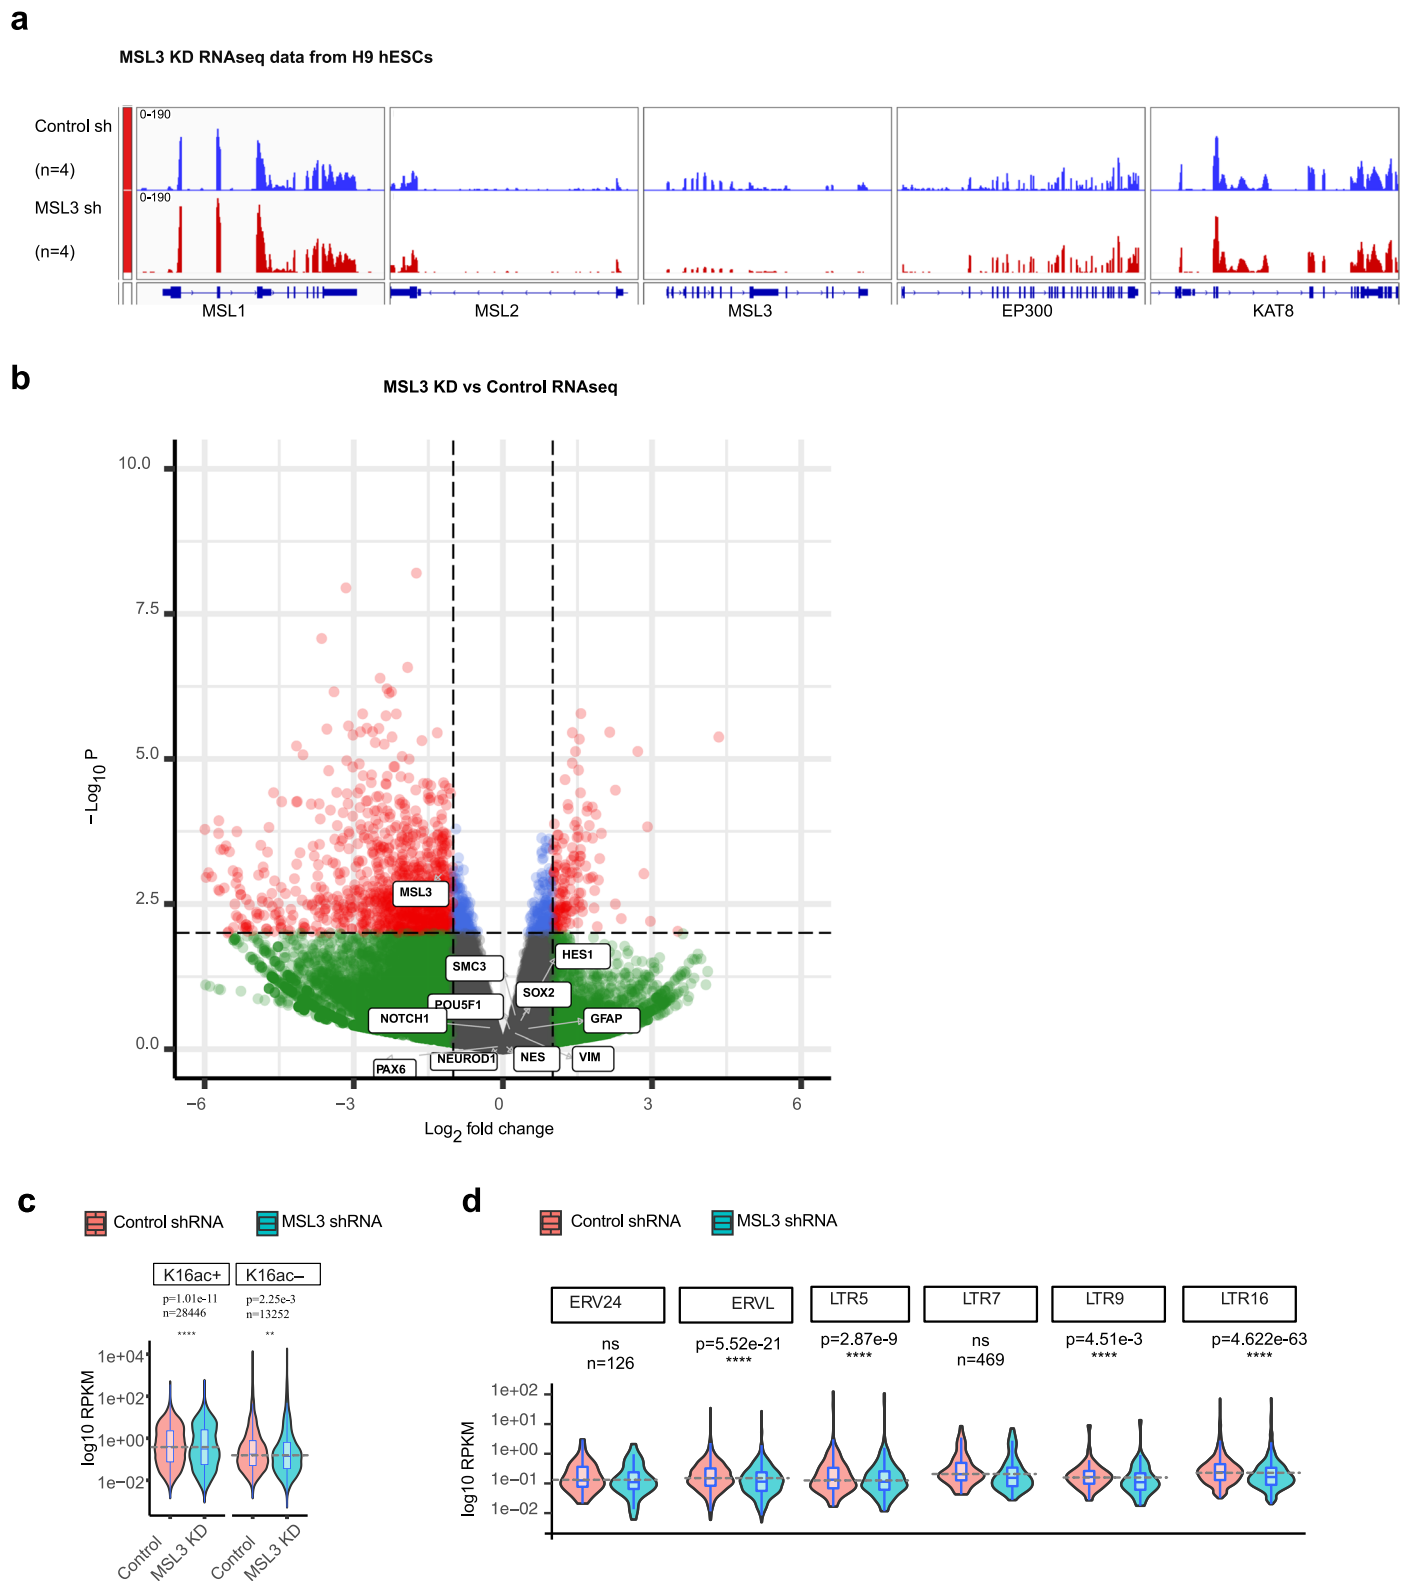 a
MSL3 KD RNAseq data from H9 hESCs
Control sh
(n=4)
MSL3 sh
(n=4)
0-190
0-190
MSL1 MSL2 MSL3 EP300 KAT8
b
MSL3 KD vs Control RNAseq
10.0
7.5
5.0
2.5
0.0
−Log10 P
MSL3
HES1
SMC3
SOX2
POU5F1
NOTCH1
GFAP
NEUROD1
NES
VIM
PAX6
−6 −3 0 3 6
Log2 fold change
c
Control shRNA MSL3 shRNA
K16ac+ K16ac−
p=1.01e-11 p=2.25e-3
n=28446 n=13252
**** **
log10 RPKM
1e+04
1e+02
1e+00
1e−02
Control MSL3 KD Control MSL3 KD
d
Control shRNA MSL3 shRNA
ERV24 ERVL LTR5 LTR7 LTR9 LTR16
ns p=5.52e-21 p=2.87e-9 ns p=4.51e-3 p=4.622e-63
n=126 **** **** n=469 **** ****
log10 RPKM
1e+02
1e+01
1e+00
1e−01
1e−02